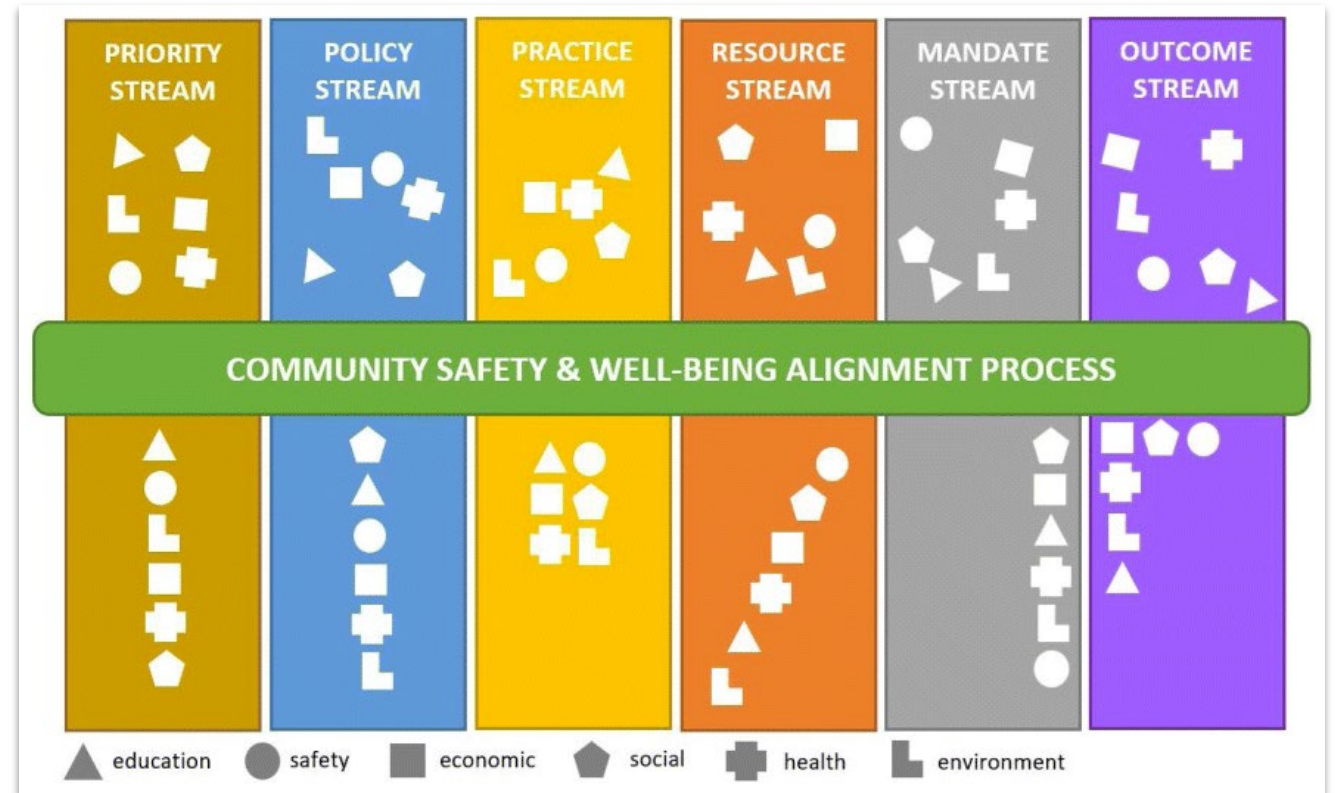 PRIORITY
STREAM
POLICY
STREAM
PRACTICE
STREAM
RESOURCE
STREAM
MANDATE
STREAM
OUTCOME
STREAM
COMMUNITY SAFETY & WELL-BEING ALIGNMENT PROCESS
education
safety
economic
social
health
environment